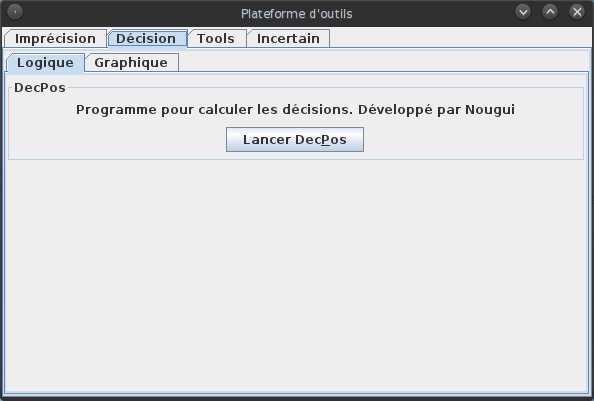 Plateforme d'outils
Imprécision Décision Tools Incertain
Logique Graphique
DecPos
Programme pour calculer les décisions. Développé par Nougui
Lancer DecPos